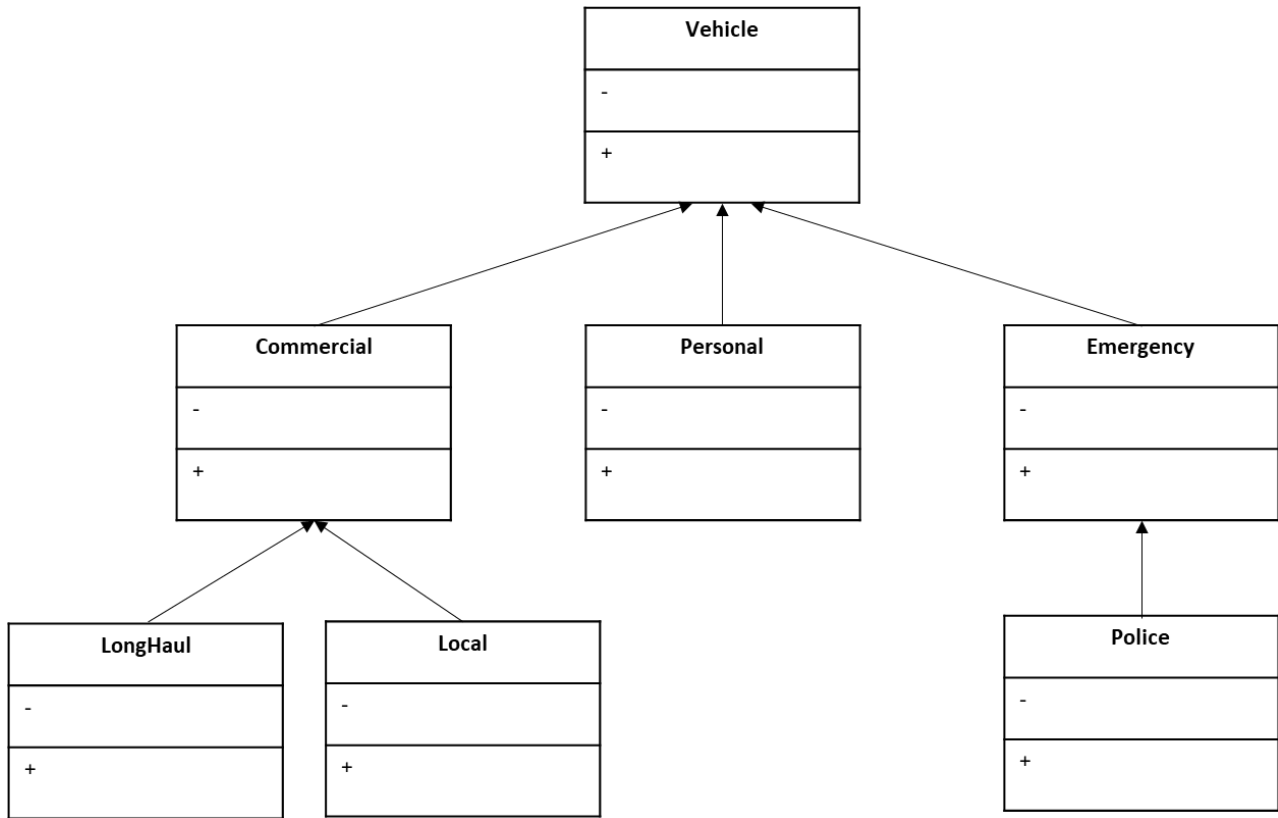 Vehicle
-
+
Commercial
-
+
Personal
-
+
Emergency
-
+
LongHaul
-
+
Local
-
+
Police
-
+